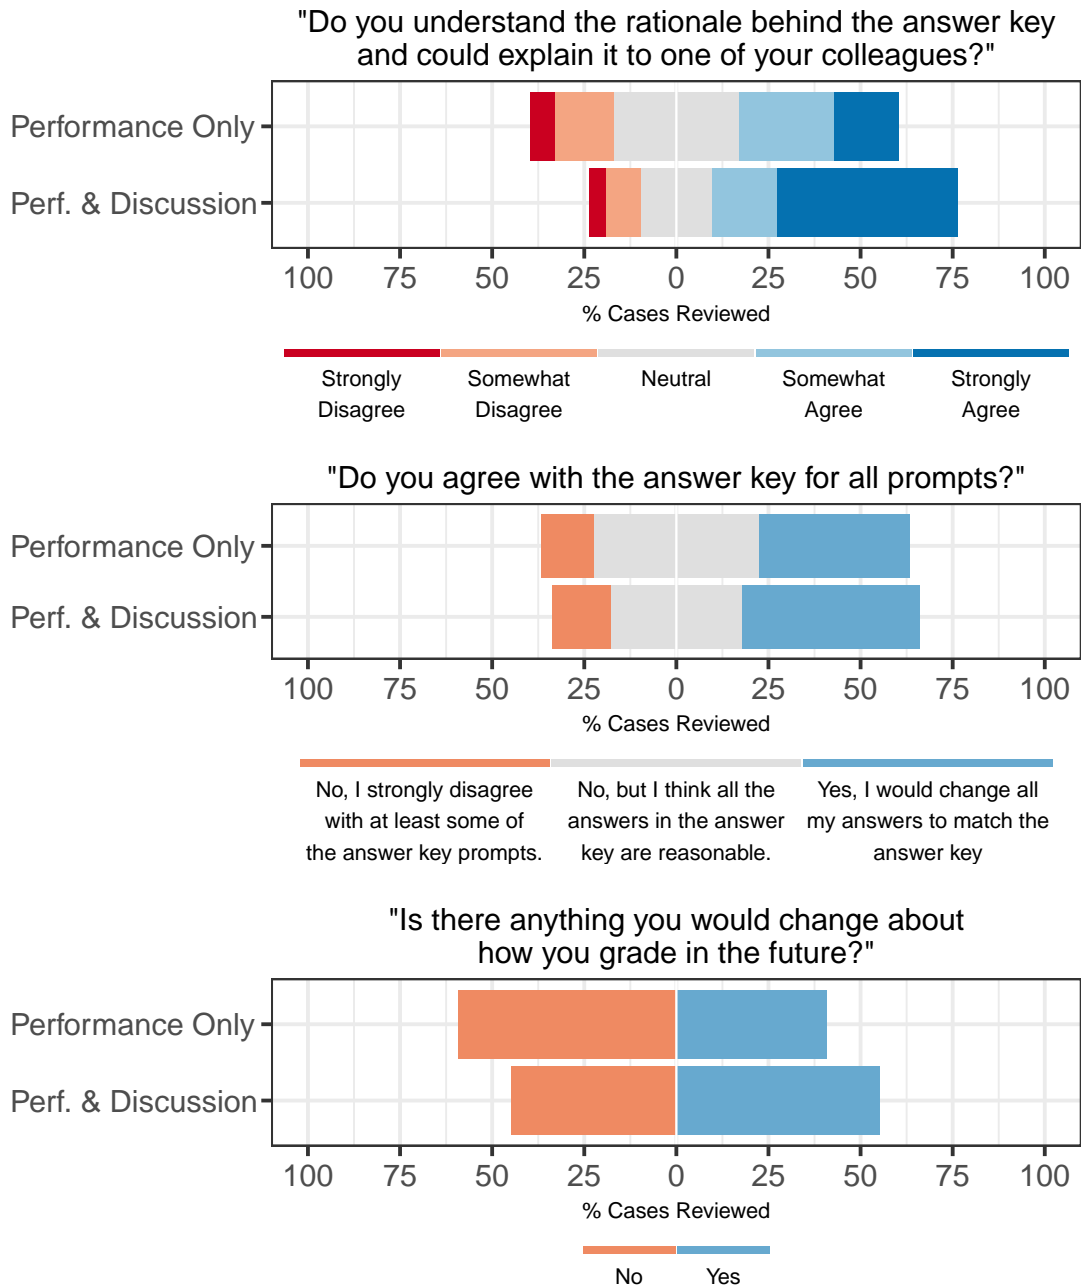 "Do you understand the rationale behind the answer key
and could explain it to one of your colleagues?"
Performance Only
Perf. & Discussion
100 75 50 25 0 25 50 75 100
% Cases Reviewed
Strongly Disagree
Somewhat Disagree
Neutral
Somewhat Agree
Strongly Agree
"Do you agree with the answer key for all prompts?"
Performance Only
Perf. & Discussion
100 75 50 25 0 25 50 75 100
% Cases Reviewed
No, I strongly disagree
with at least some of
the answer key prompts.
No, but I think all the
answers in the answer
key are reasonable.
Yes, I would change all
my answers to match the
answer key
"Is there anything you would change about
how you grade in the future?"
Performance Only
Perf. & Discussion
100 75 50 25 0 25 50 75 100
% Cases Reviewed
No Yes